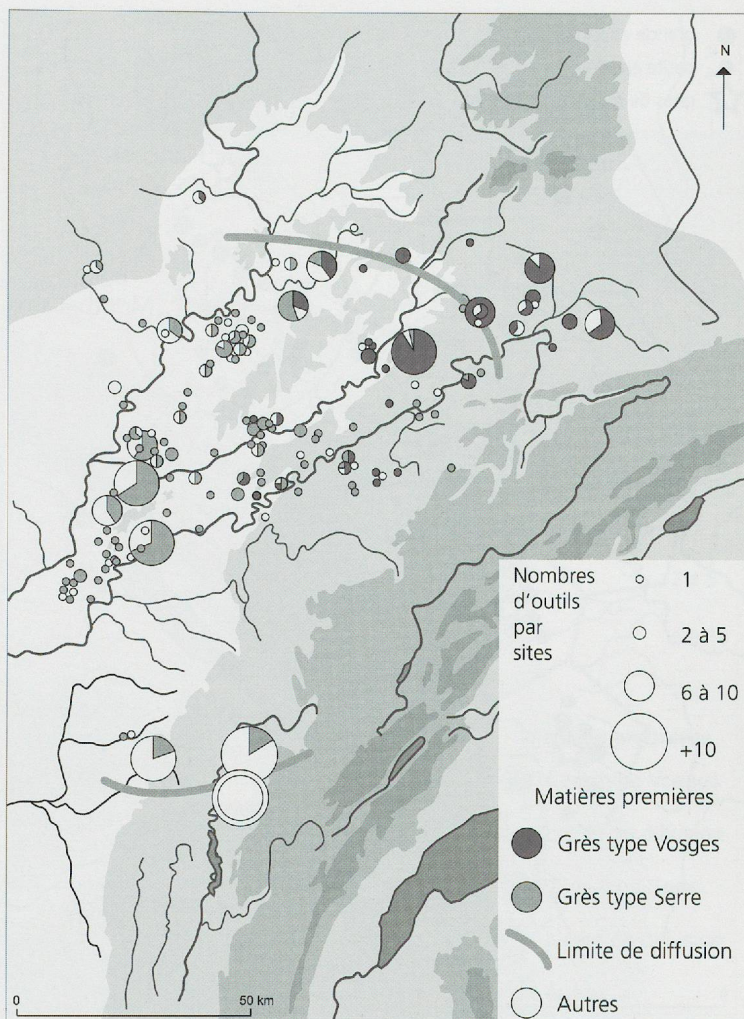 N
Nombres
d'outils
par
sites
1
2 à 5
6 à 10
+10
Matières premières
Grès type Vosges
Grès type Serre
Limite de diffusion
Autres
0
50 km